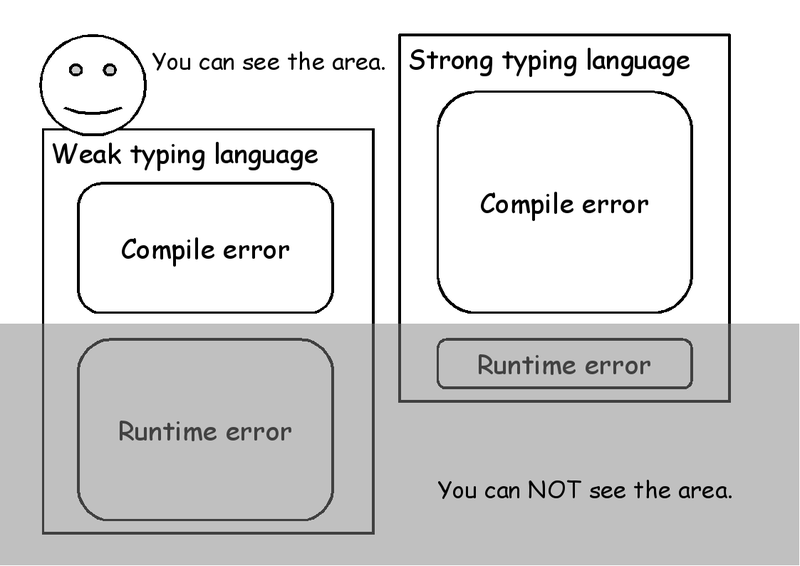 You can see the area.
Weak typing language
Compile error
Runtime error
Strong typing language
Compile error
Runtime error
You can NOT see the area.